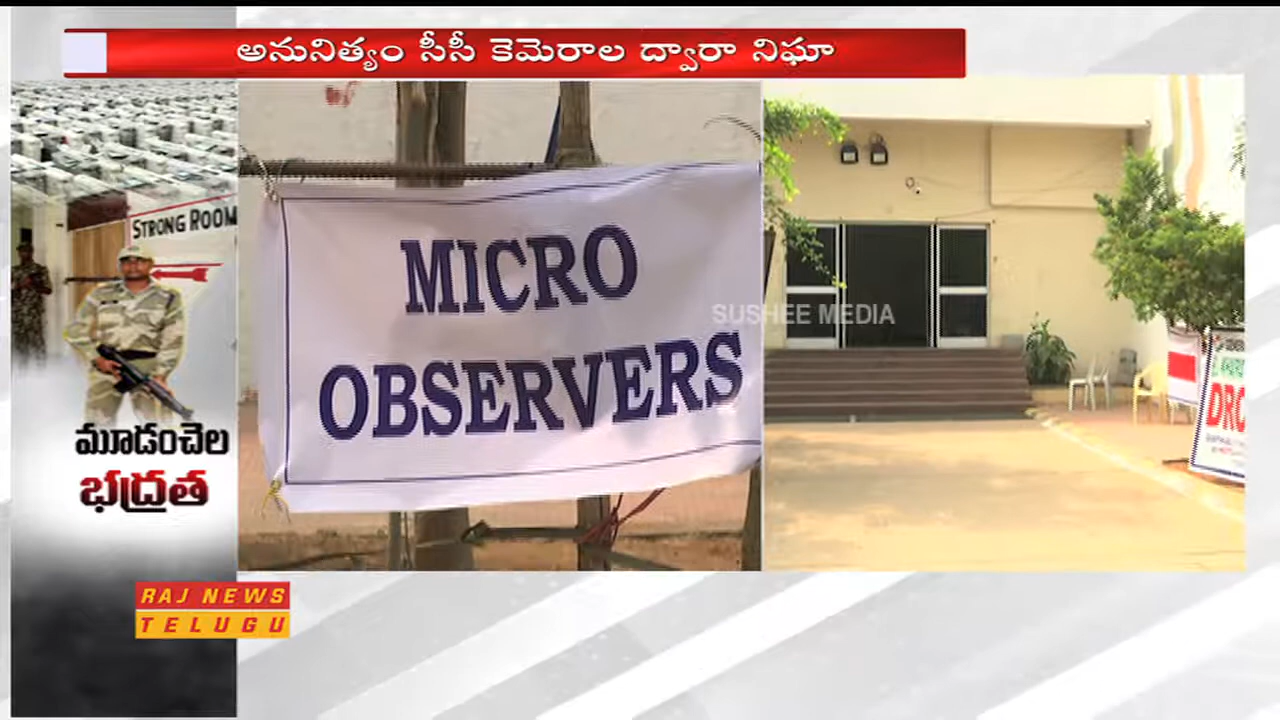 అనునిత్యం సీసీ కెమెరాల ద్వారా నిఘా
STRONG ROOM
MICRO
OBSERVERS
SUSHEE MEDIA
మూడంచెల
భద్రత
RAJ NEWS
TELUGU